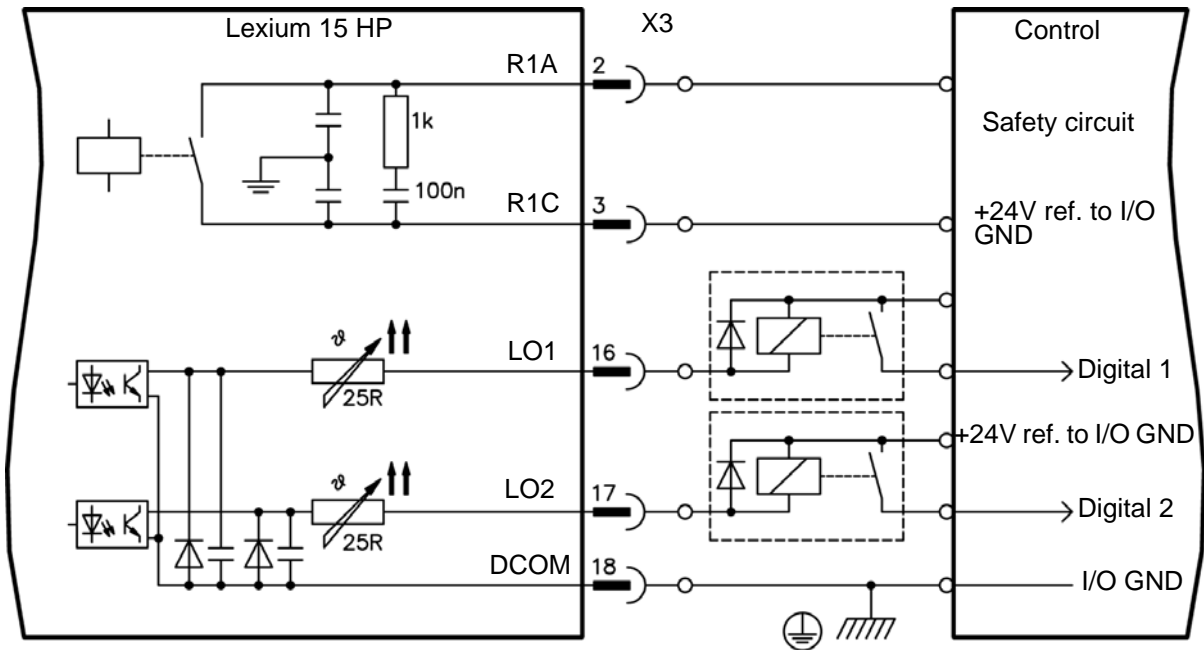 Lexium 15 HP
X3
Control
R1A
2
1k
Safety circuit
100n
R1C
3
+24V ref. to I/O
GND
ϑ
LO1
16
Digital 1
25R
+24V ref. to I/O GND
ϑ
LO2
17
Digital 2
25R
DCOM
18
I/O GND